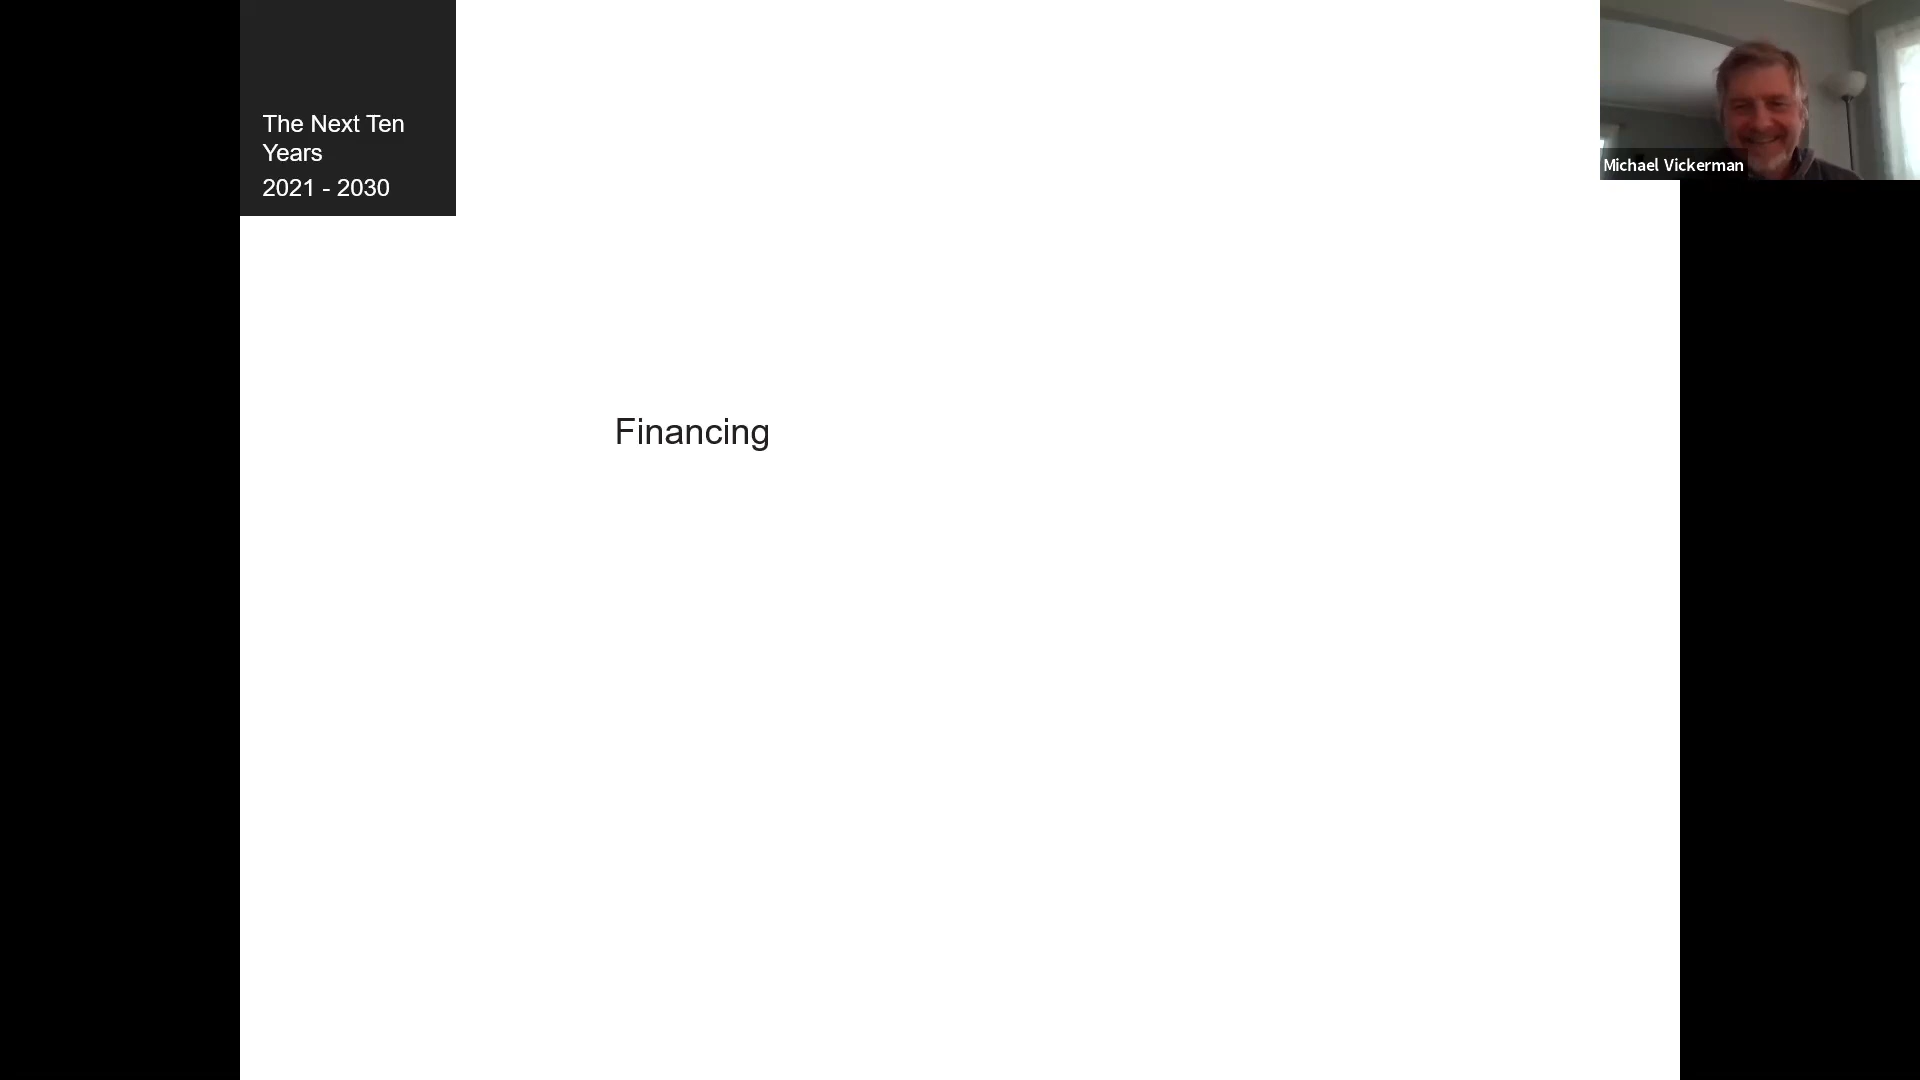 The Next Ten
Years
2021 - 2030
Michael Vickerman
Financing